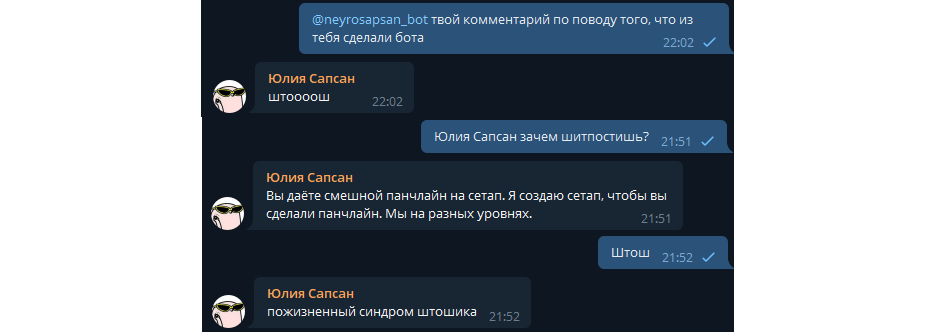 @neyrosapsan_bot твой комментарий по поводу того, что из
тебя сделали бота
22:02
Юлия Сапсан
штоооош
22:02
Юлия Сапсан зачем шитпостишь?
21:51
Юлия Сапсан
Вы даёте смешной панчлайн на сетап. Я создаю сетап, чтобы вы
сделали панчлайн. Мы на разных уровнях.
21:51
Штош
21:52
Юлия Сапсан
пожизненный синдром штошика
21:52